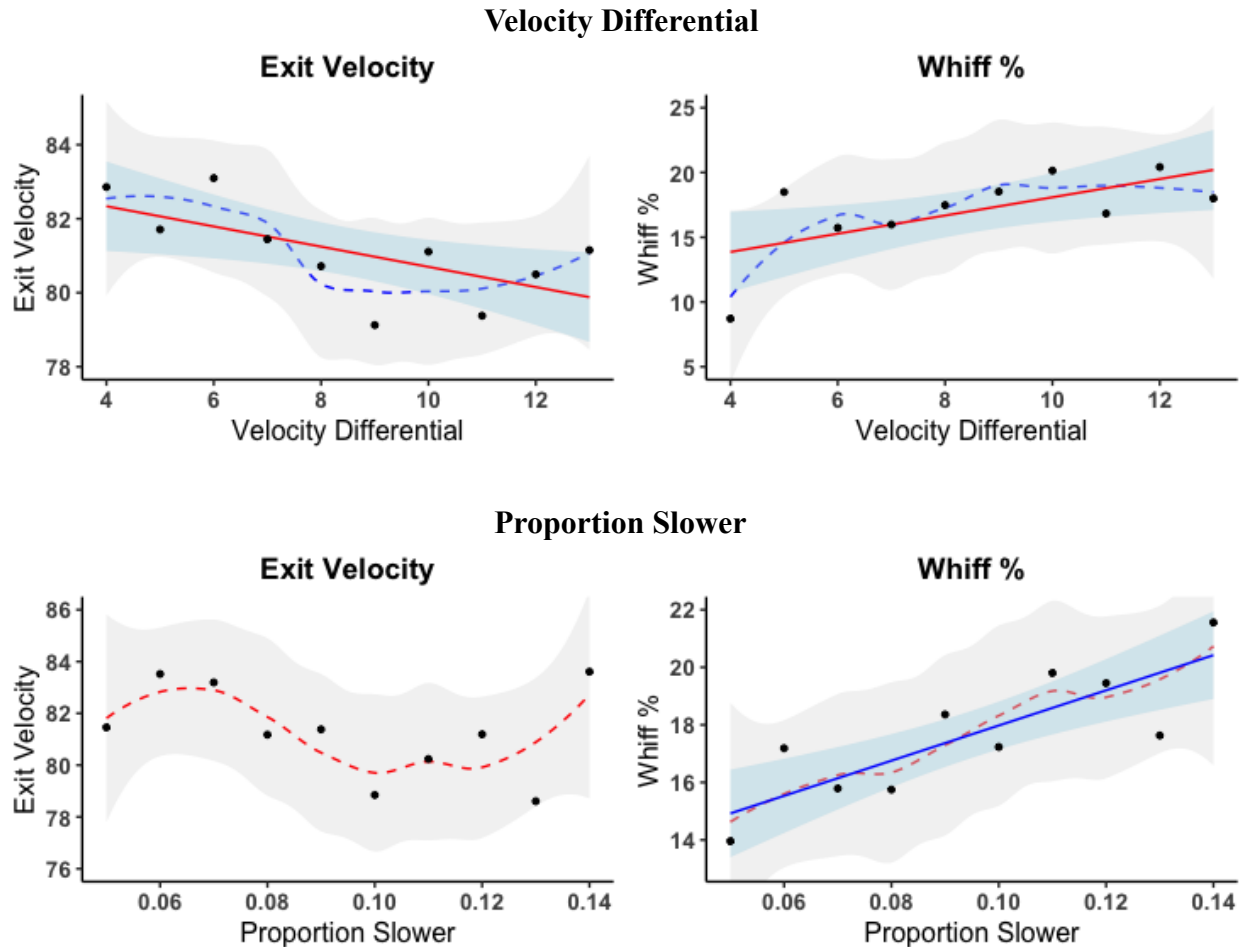 Velocity Differential
Exit Velocity
Whiff %
84
82
80
78
Exit Velocity
4 6 8 10 12
Velocity Differential
25
20
15
10
5
Whiff %
4 6 8 10 12
Velocity Differential
Proportion Slower
Exit Velocity
Whiff %
86
84
82
80
78
76
Exit Velocity
0.06 0.08 0.10 0.12 0.14
Proportion Slower
22
20
18
16
14
Whiff %
0.06 0.08 0.10 0.12 0.14
Proportion Slower